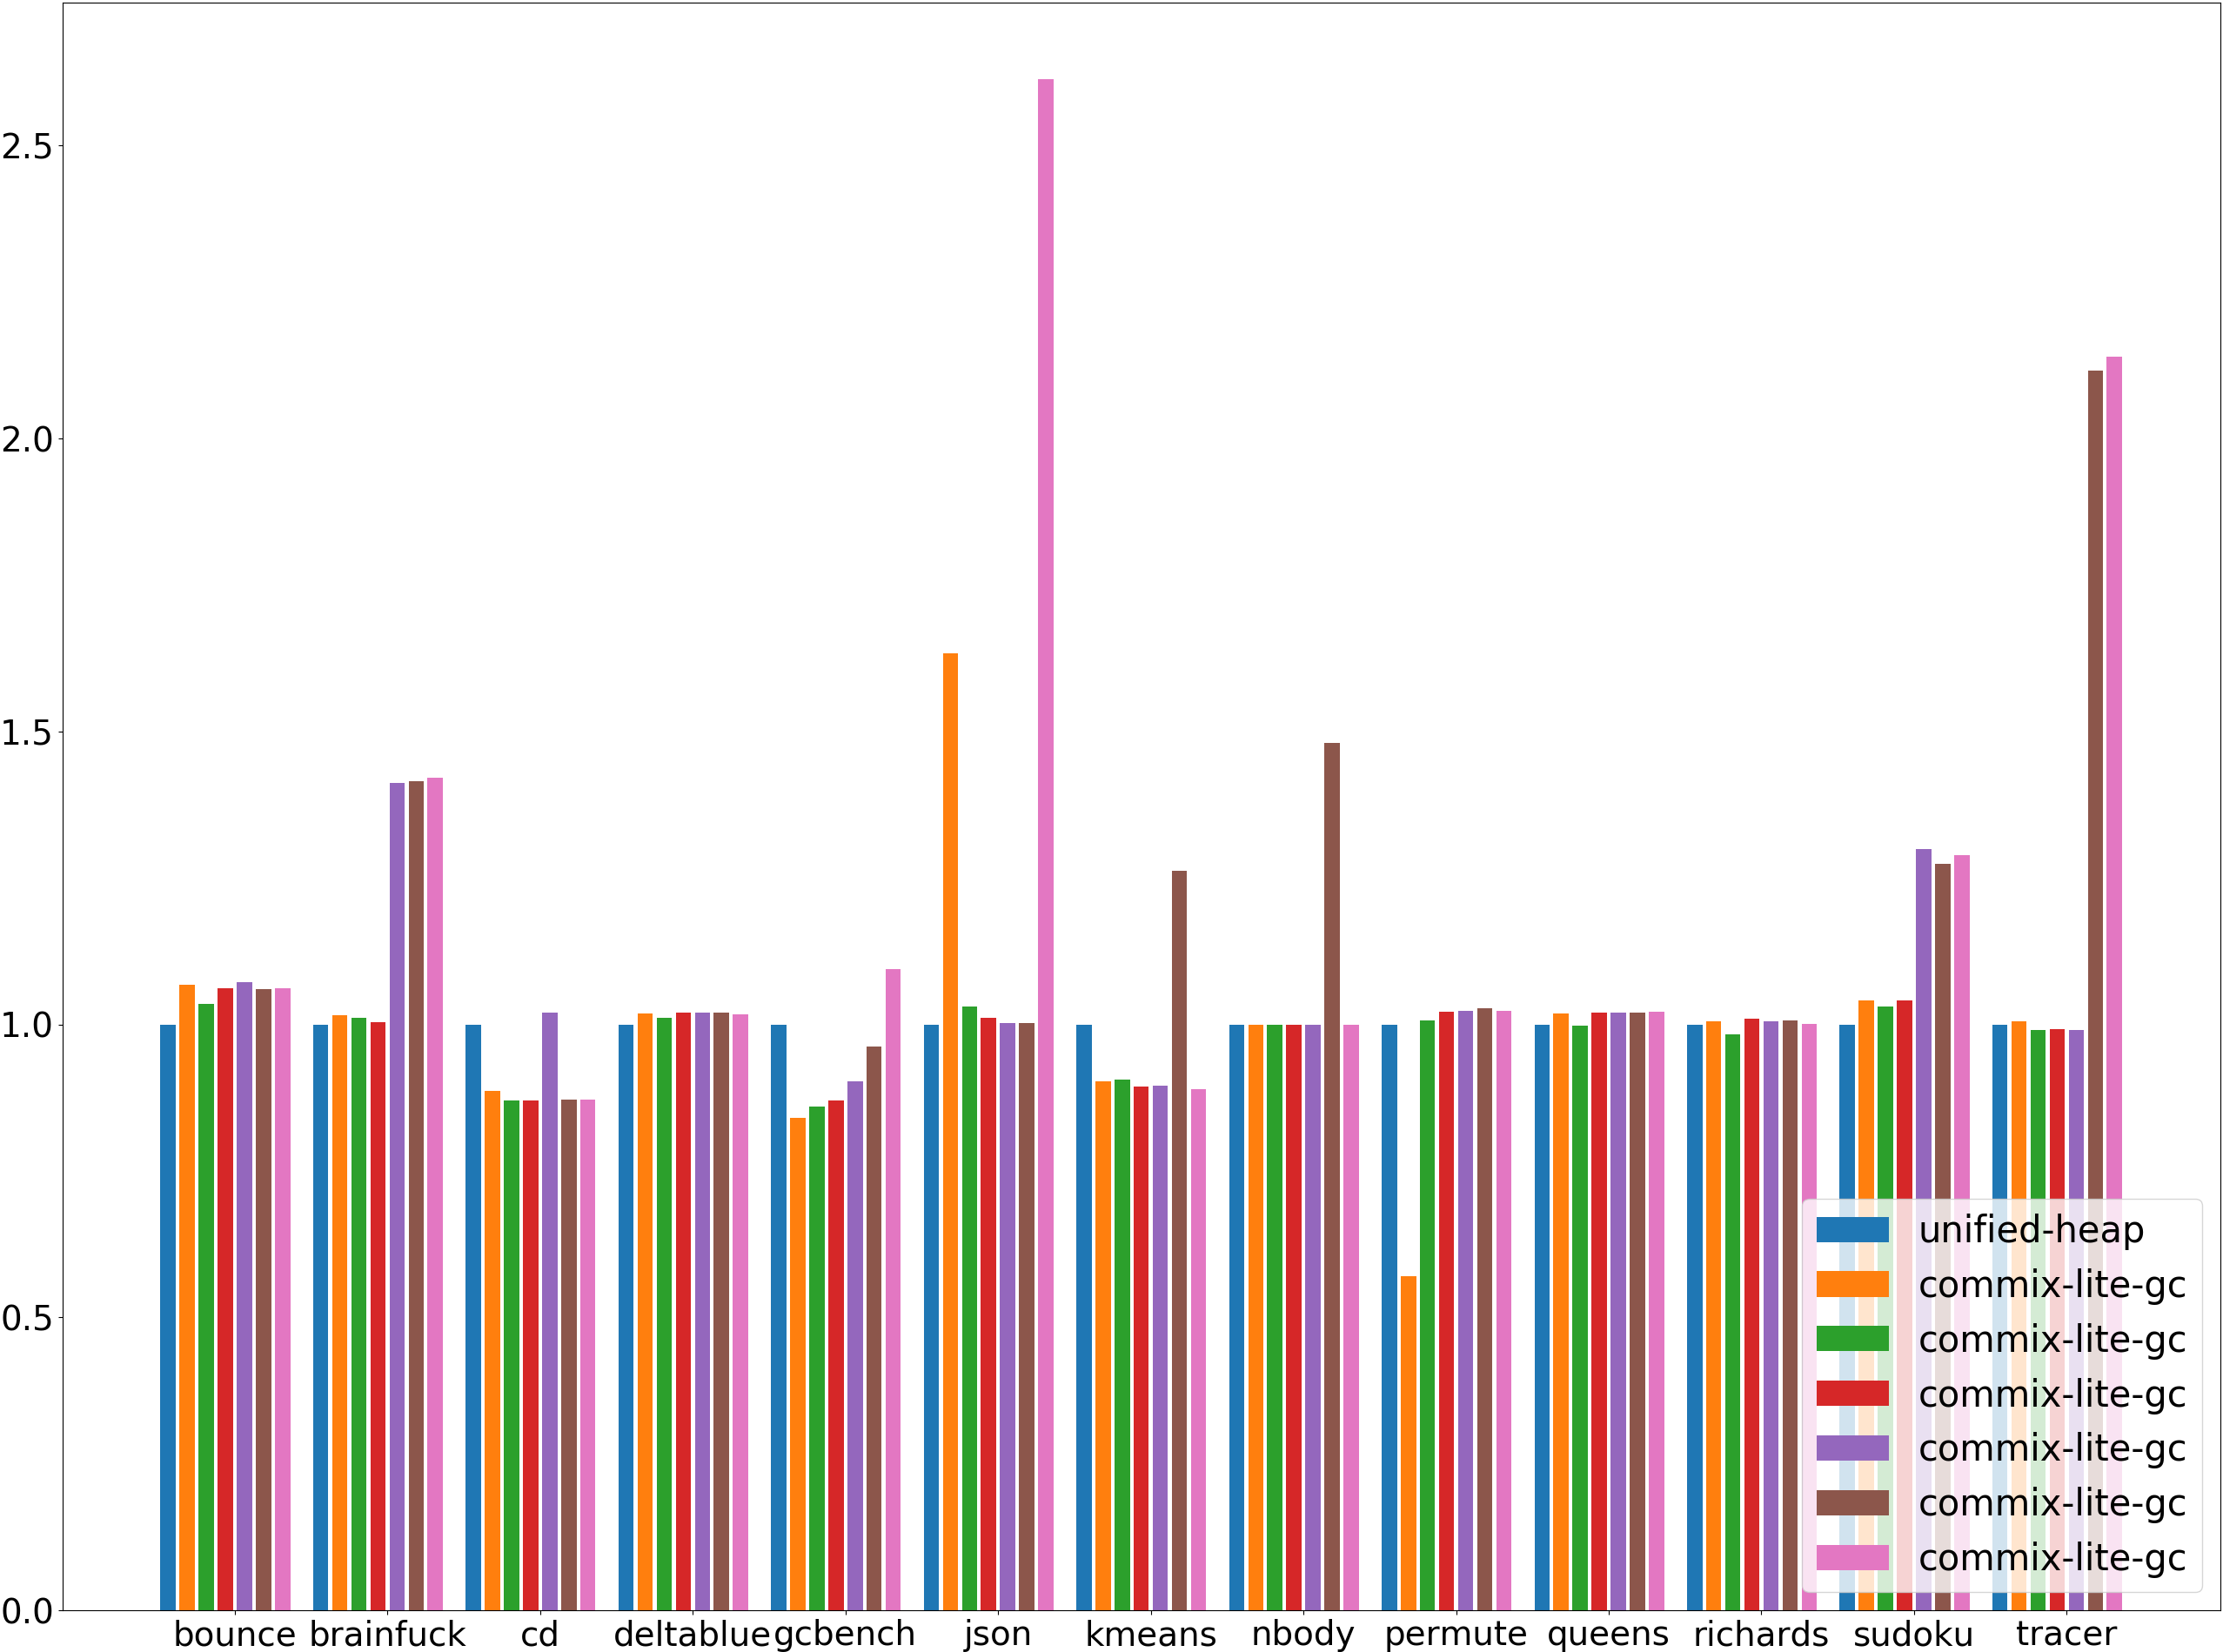 2.5
2.0
1.5
1.0
0.5
0.0
bounce brainfuck cd deltablue gcbench json kmeans nbody permute queens richards sudoku tracer
unified-heap
commix-lite-gc
commix-lite-gc
commix-lite-gc
commix-lite-gc
commix-lite-gc
commix-lite-gc